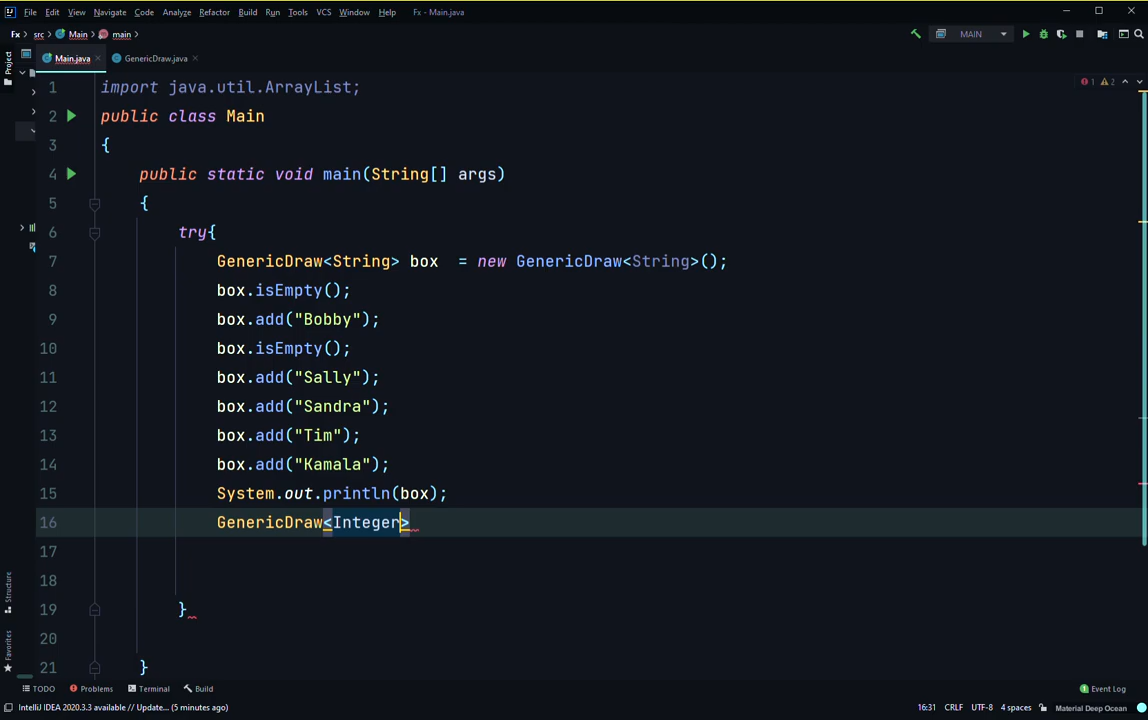 File Edit View Navigate Code Analyze Refactor Build Run Tools VCS Window Help Fx - Main.java
Fx src Main main MAIN
Project
Main.java GenericDraw.java
1 import java.util.ArrayList; 1 2
2 public class Main
3 {
4 public static void main(String[] args)
5 {
6 try{
7 GenericDraw<String> box = new GenericDraw<String>();
8 box.isEmpty();
9 box.add("Bobby");
10 box.isEmpty();
11 box.add("Sally");
12 box.add("Sandra");
13 box.add("Tim");
14 box.add("Kamala");
15 System.out.println(box);
16 GenericDraw<Integer>
17
18
19 }
20
21 }
Structure
Favorites
TODO Problems Terminal Build 1 Event Log
IntelliJ IDEA 2020.3.3 available // Update... (5 minutes ago) 16:31 CRLF UTF-8 4 spaces Material Deep Ocean